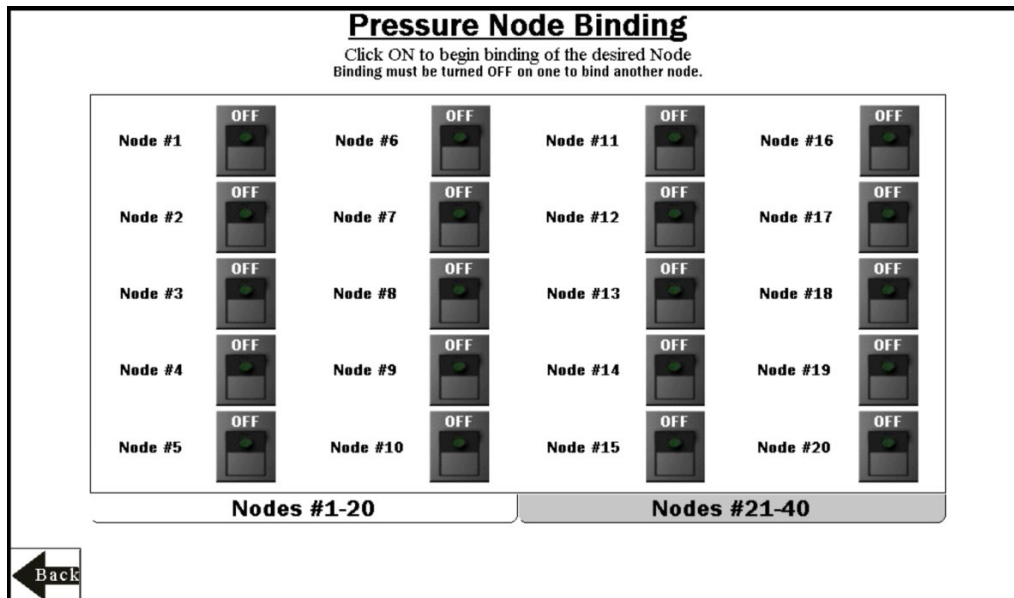 Pressure Node Binding
Click ON to begin binding of the desired Node
Binding must be turned OFF on one to bind another node.
Node #1 OFF Node #6 OFF Node #11 OFF Node #16 OFF
Node #2 OFF Node #7 OFF Node #12 OFF Node #17 OFF
Node #3 OFF Node #8 OFF Node #13 OFF Node #18 OFF
Node #4 OFF Node #9 OFF Node #14 OFF Node #19 OFF
Node #5 OFF Node #10 OFF Node #15 OFF Node #20 OFF
Nodes #1-20 Nodes #21-40
Back